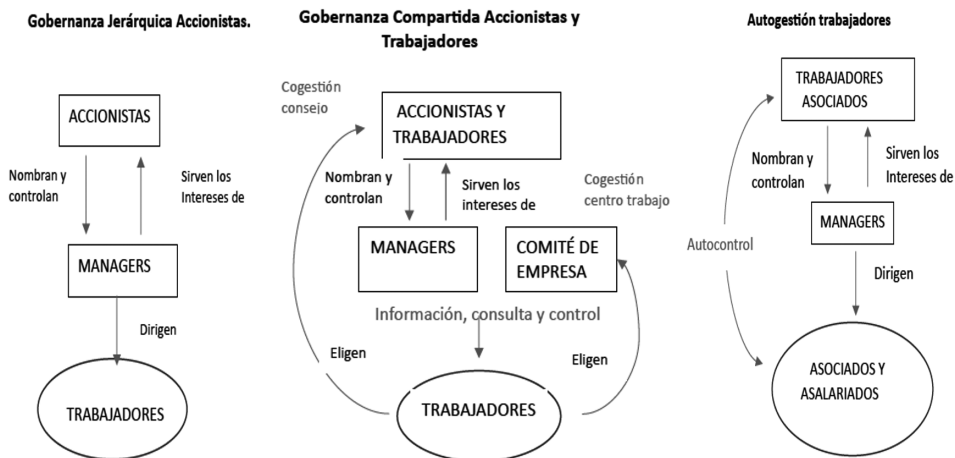 Gobernanza Jerárquica Accionistas.
ACCIONISTAS
Nombran y
controlan
Sirven los
Intereses de
MANAGERS
Dirigen
TRABAJADORES
Gobernanza Compartida Accionistas y
Trabajadores
Cogestión
consejo
ACCIONISTAS Y
TRABAJADORES
Nombran y
controlan
Sirven los
intereses de
Cogestión
centro trabajo
MANAGERS
COMITÉ DE
EMPRESA
Información, consulta y control
Eligen
Eligen
TRABAJADORES
Autogestión trabajadores
TRABAJADORES
ASOCIADOS
Nombran y
controlan
Sirven los
Intereses de
MANAGERS
Autocontrol
Dirigen
ASOCIADOS Y
ASALARIADOS